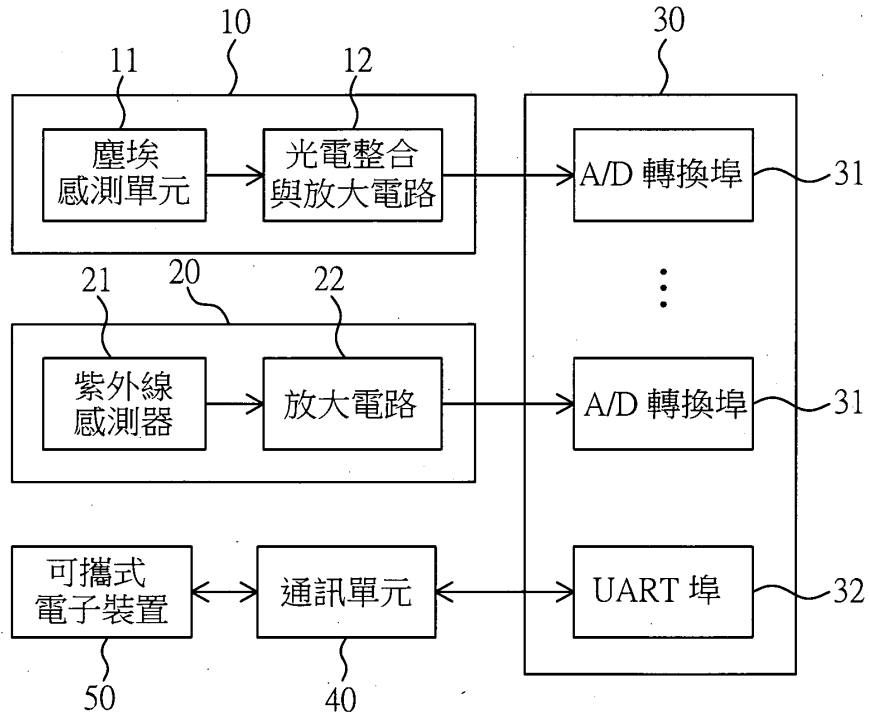 10
30
11
12
塵埃
感測單元
光電整合
與放大電路
A/D 轉換埠
31
20
21
22
紫外線
感測器
放大電路
A/D 轉換埠
31
可攜式
電子裝置
通訊單元
UART 埠
32
50
40